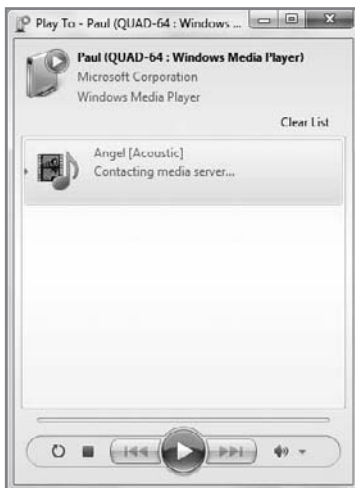 Play To - Paul (QUAD-64 : Windows ...
Paul (QUAD-64 : Windows Media Player)
Microsoft Corporation
Windows Media Player
Clear List
Angel [Acoustic]
Contacting media server...